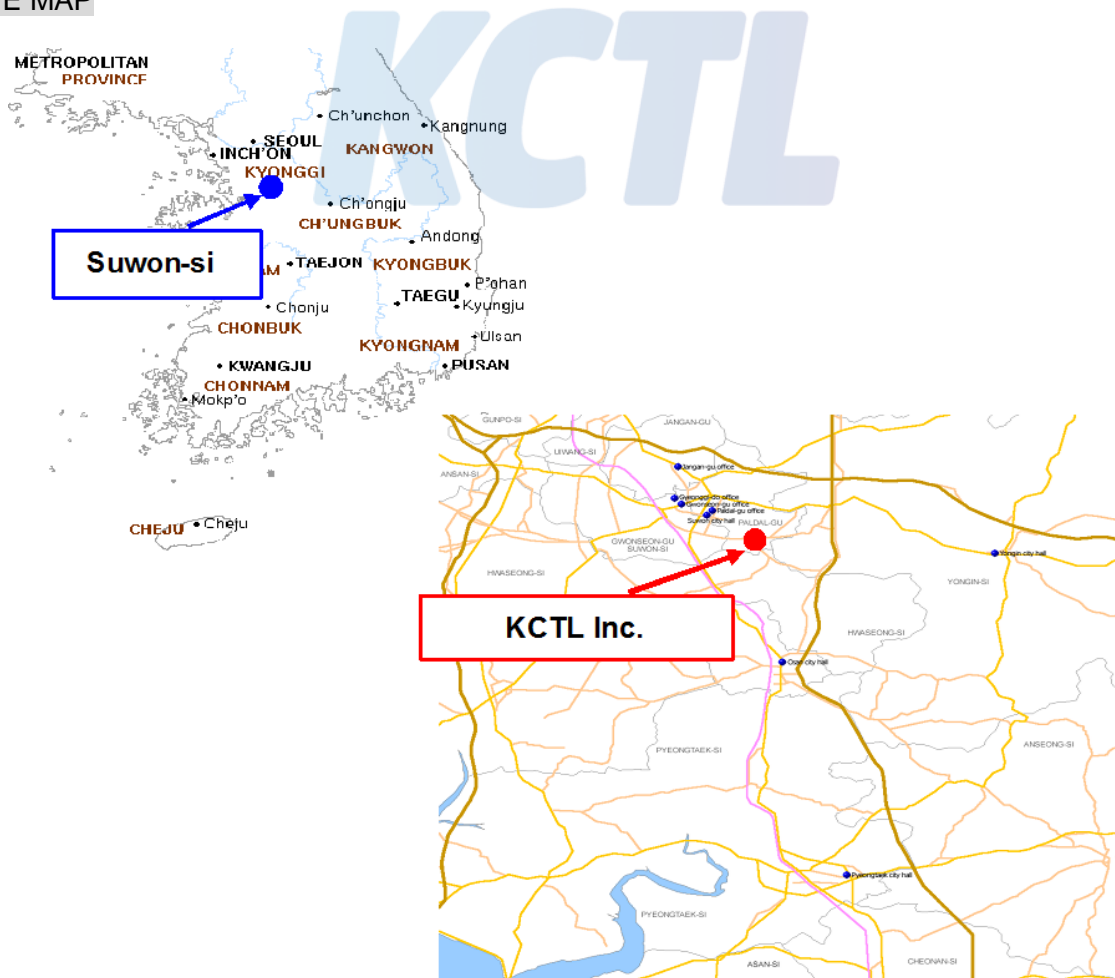 E MAP
KCTL
METROPOLITAN
PROVINCE
Ch'unchon
Kangnung
SEOUL
INCH'ON
KANGWON
KYONGGI
Ch'ongju
CH'UNGBUK
Suwon-si
Andong
AM
TAEJON
KYONGBUK
P'ohan
TAEGU
Kyungju
Chonju
CHONBUK
Ulsan
KYONGNAM
KWANGJU
PUSAN
CHONNAM
Mokp'o
CHEJU
Cheju
GUNPO-SI
JANGAN-GU
UIWANG-SI
Jangan-gu office
ANSAN-SI
Gyeonggi-do office
Gwonseon-gu office
Paldal-gu office
Suwon city hall
PALDAL-GU
GWONSEON-GU
SUWON-SI
Yongin city hall
HWASEONG-SI
YONGIN-SI
KCTL Inc.
HWASEONG-SI
Osan city hall
PYEONGTAEK-SI
ANSEONG-SI
Pyeongtaek city hall
PYEONGTAEK-SI
ASAN-SI
CHEONAN-SI